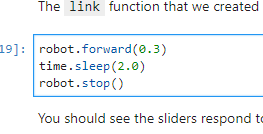 The link function that we created
19]: robot.forward(0.3)
time.sleep(2.0)
robot.stop()
You should see the sliders respond to